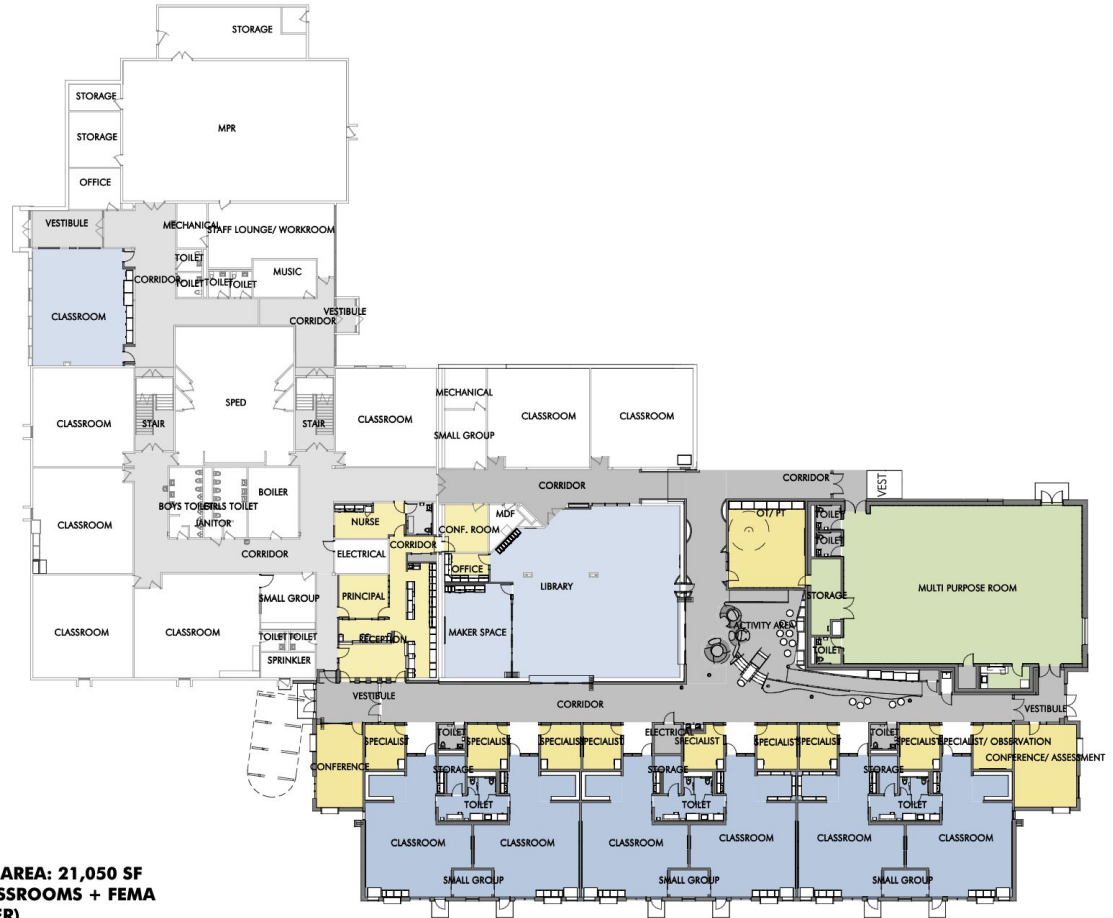 STORAGE
STORAGE
MPR
STORAGE
OFFICE
VESTIBULE
MECHANICAL
STAFF LOUNGE/ WORKROOM
TOILET
MUSIC
CORRIDOR
TOILET
TOILET
TOILET
CLASSROOM
VESTIBULE
CORRIDOR
SPED
MECHANICAL
CLASSROOM
STAIR
STAIR
CLASSROOM
CLASSROOM
CLASSROOM
SMALL GROUP
CORRIDOR
CORRIDOR
VEST
BOILER
BOYS TOILET
GIRLS TOILET
JANITOR
CLASSROOM
NURSE
MDF
OT/ PT
TOILET
CONF. ROOM
CORRIDOR
ELECTRICAL
CORRIDOR
TOILET
OFFICE
LIBRARY
MULTI PURPOSE ROOM
SMALL GROUP
PRINCIPAL
STORAGE
CLASSROOM
CLASSROOM
TOILET
TOILET
RECEPTION
MAKER SPACE
ACTIVITY AREA
TOILET
SPRINKLER
VESTIBULE
CORRIDOR
VESTIBULE
SPECIALIST
TOILET
SPECIALIST
SPECIALIST
SPECIALIST
ELECTRICAL
SPECIALIST
SPECIALIST
SPECIALIST
TOILET
SPECIALIST
SPECIALIST/ OBSERVATION
CONFERENCE
CONFERENCE/ ASSESSMENT
STORAGE
STORAGE
STORAGE
TOILET
TOILET
TOILET
CLASSROOM
CLASSROOM
CLASSROOM
CLASSROOM
CLASSROOM
CLASSROOM
SMALL GROUP
SMALL GROUP
SMALL GROUP
AREA: 21,050 SF
SSROOMS + FEMA
ER)